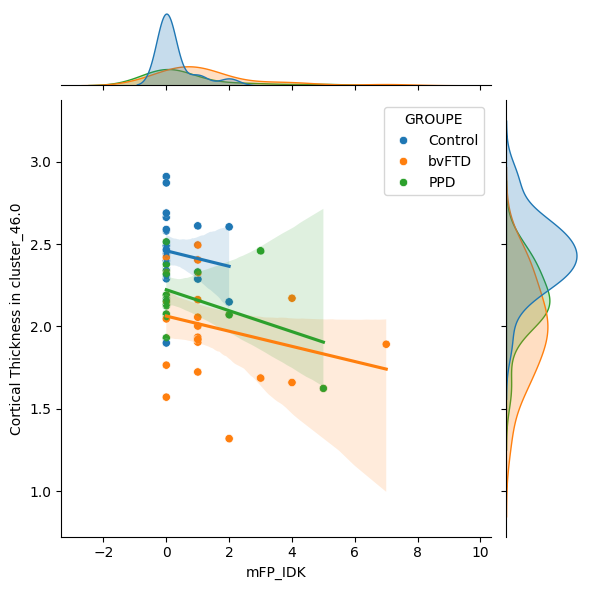 GROUPE
Control
bvFTD
PPD
3.0
2.5
2.0
1.5
1.0
Cortical Thickness in cluster_46.0
−2 0 2 4 6 8 10
mFP_IDK